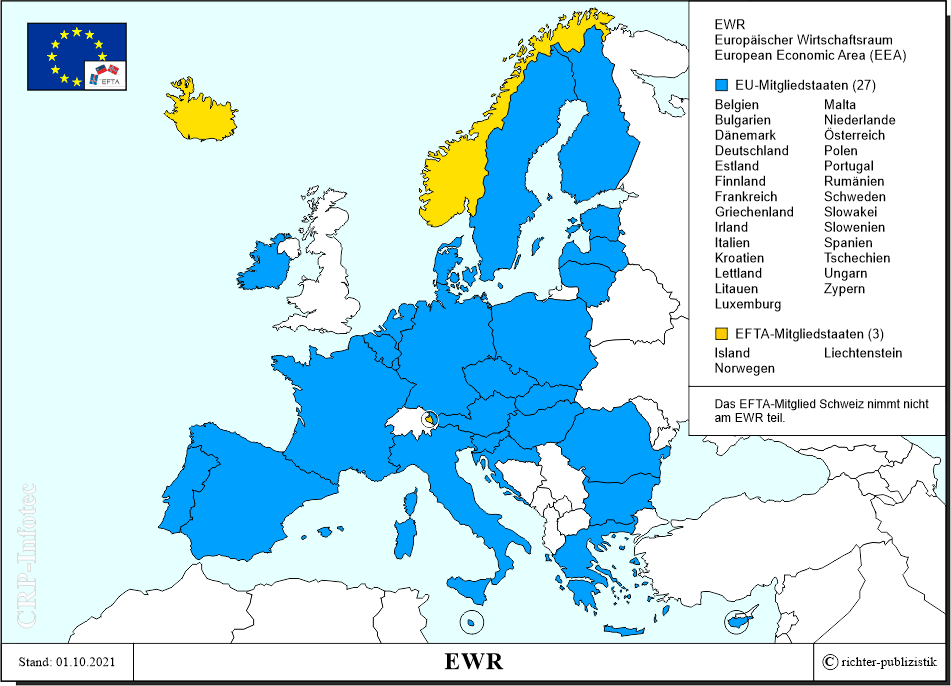 EFTA
EWR
Europäischer Wirtschaftsraum
European Economic Area (EEA)
EU-Mitgliedstaaten (27)
Belgien
Bulgarien
Dänemark
Deutschland
Estland
Finnland
Frankreich
Griechenland
Irland
Italien
Kroatien
Lettland
Litauen
Luxemburg
Malta
Niederlande
Österreich
Polen
Portugal
Rumänien
Schweden
Slowakei
Slowenien
Spanien
Tschechien
Ungarn
Zypern
EFTA-Mitgliedstaaten (3)
Island
Norwegen
Liechtenstein
Das EFTA-Mitglied Schweiz nimmt nicht
am EWR teil.
CRP-Infotec
Stand: 01.10.2021
EWR
© richter-publizistik